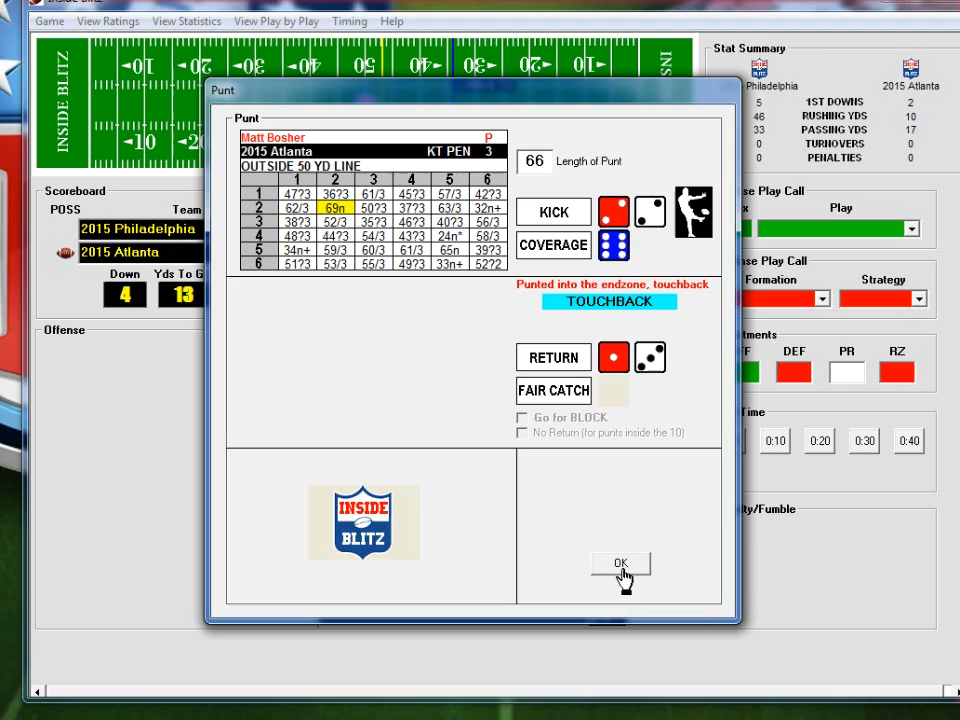 Inside Blitz
Game View Ratings View Statistics View Play by Play Timing Help
INSIDE BLITZ
10 20 30 40 50 40 30 20 10
10 20
INS
Stat Summary
Philadelphia 2015 Atlanta
5 1ST DOWNS 2
46 RUSHING YDS 10
33 PASSING YDS 17
0 TURNOVERS 0
0 PENALTIES 0
Scoreboard
POSS Team
2015 Philadelphia
2015 Atlanta
Down Yds To G
4 13
Offense
Punt
Punt
Matt Bosher P
2015 Atlanta KT PEN 3
OUTSIDE 50 YD LINE
1 2 3 4 5 6
1 47?3 36?3 61/3 45?3 57/3 42?3
2 62/3 69n 50?3 37?3 63/3 32n+
3 38?3 52/3 35?3 46?3 40?3 56/3
4 48?3 44?3 54/3 43?3 24n* 58/3
5 34n+ 59/3 60/3 61/3 65n 39?3
6 51?3 53/3 55/3 49?3 33n+ 52?2
66 Length of Punt
KICK
COVERAGE
Punted into the endzone, touchback
TOUCHBACK
RETURN
FAIR CATCH
Go for BLOCK
No Return (for punts inside the 10)
INSIDE
BLITZ
OK
se Play Call
x Play
se Play Call
Formation Strategy
tments
FF DEF PR RZ
Time
0:10 0:20 0:30 0:40
lty/Fumble